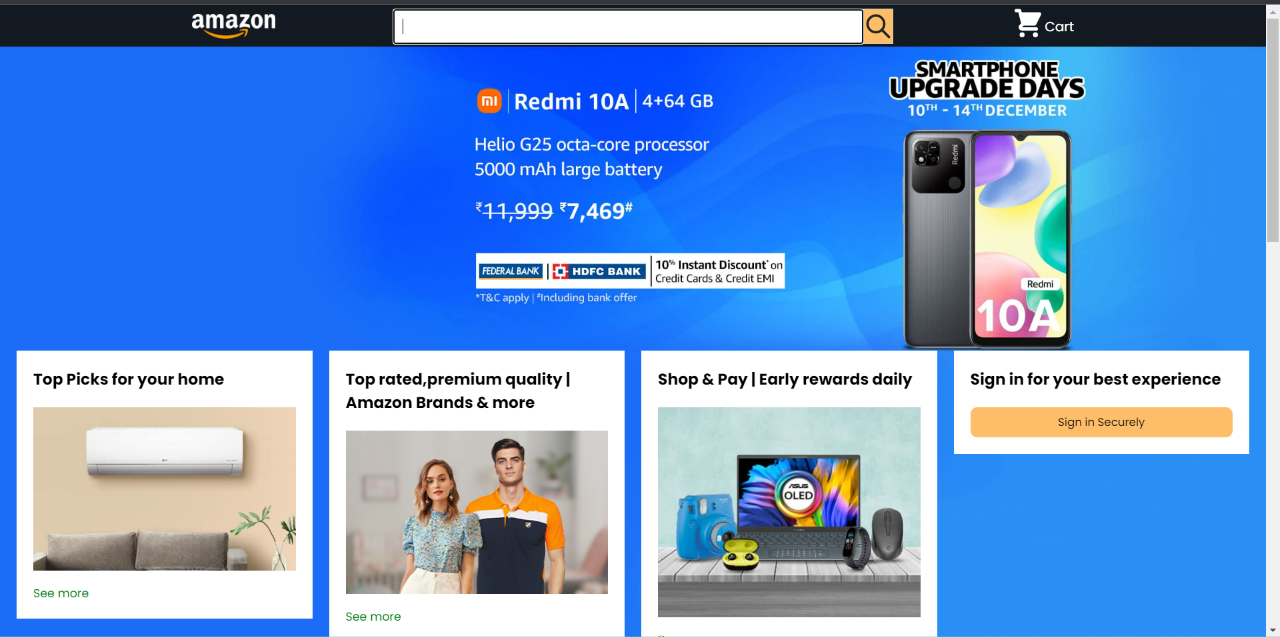 amazon
Cart
SMARTPHONE
UPGRADE DAYS
10TH - 14TH DECEMBER
mi Redmi 10A 4+64 GB
Helio G25 octa-core processor
5000 mAh large battery
₹11,999 ₹7,469#
FEDERAL BANK HDFC BANK 10% Instant Discount* on
Credit Cards & Credit EMI
*T&C apply | #Including bank offer
Redmi
Redmi
10A
Top Picks for your home
See more
Top rated,premium quality |
Amazon Brands & more
See more
Shop & Pay | Early rewards daily
ASUS
OLED
Sign in for your best experience
Sign in Securely